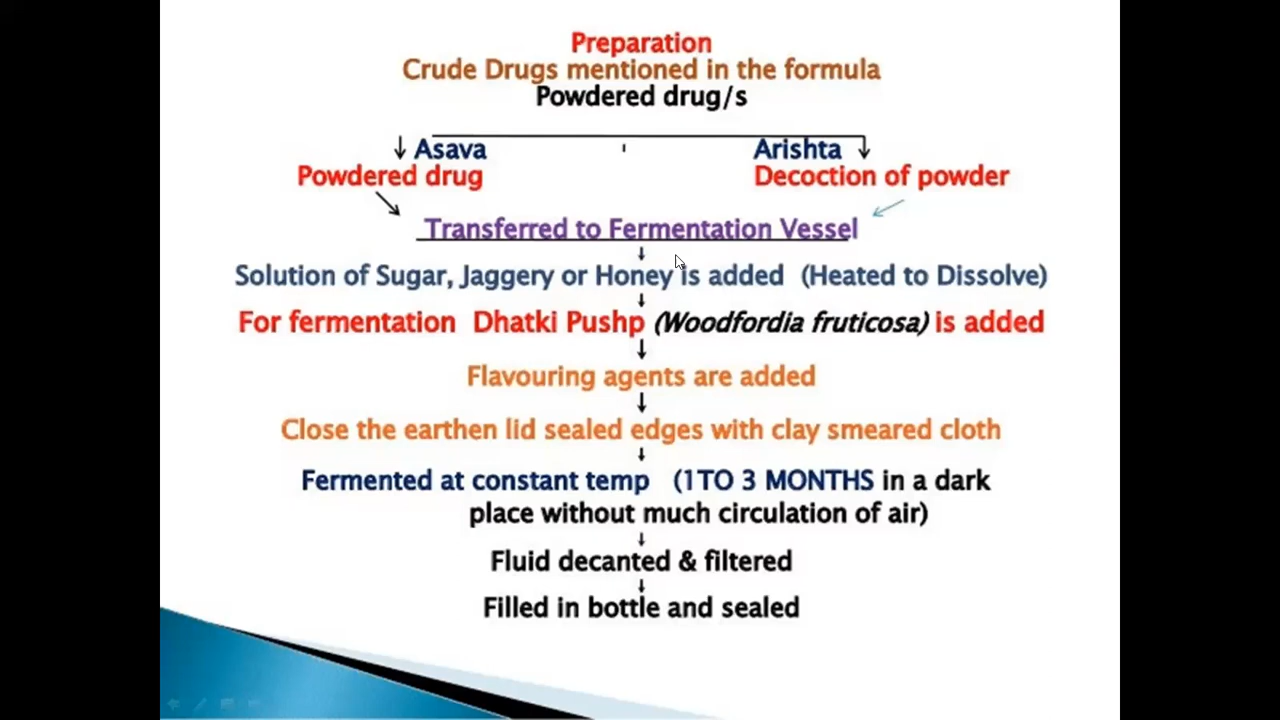 Preparation
Crude Drugs mentioned in the formula
Powdered drug/s
Asava Arishta
Powdered drug Decoction of powder
Transferred to Fermentation Vessel
Solution of Sugar, Jaggery or Honey is added (Heated to Dissolve)
For fermentation Dhatki Pushp (Woodfordia fruticosa) is added
Flavouring agents are added
Close the earthen lid sealed edges with clay smeared cloth
Fermented at constant temp (1TO 3 MONTHS in a dark
place without much circulation of air)
Fluid decanted & filtered
Filled in bottle and sealed